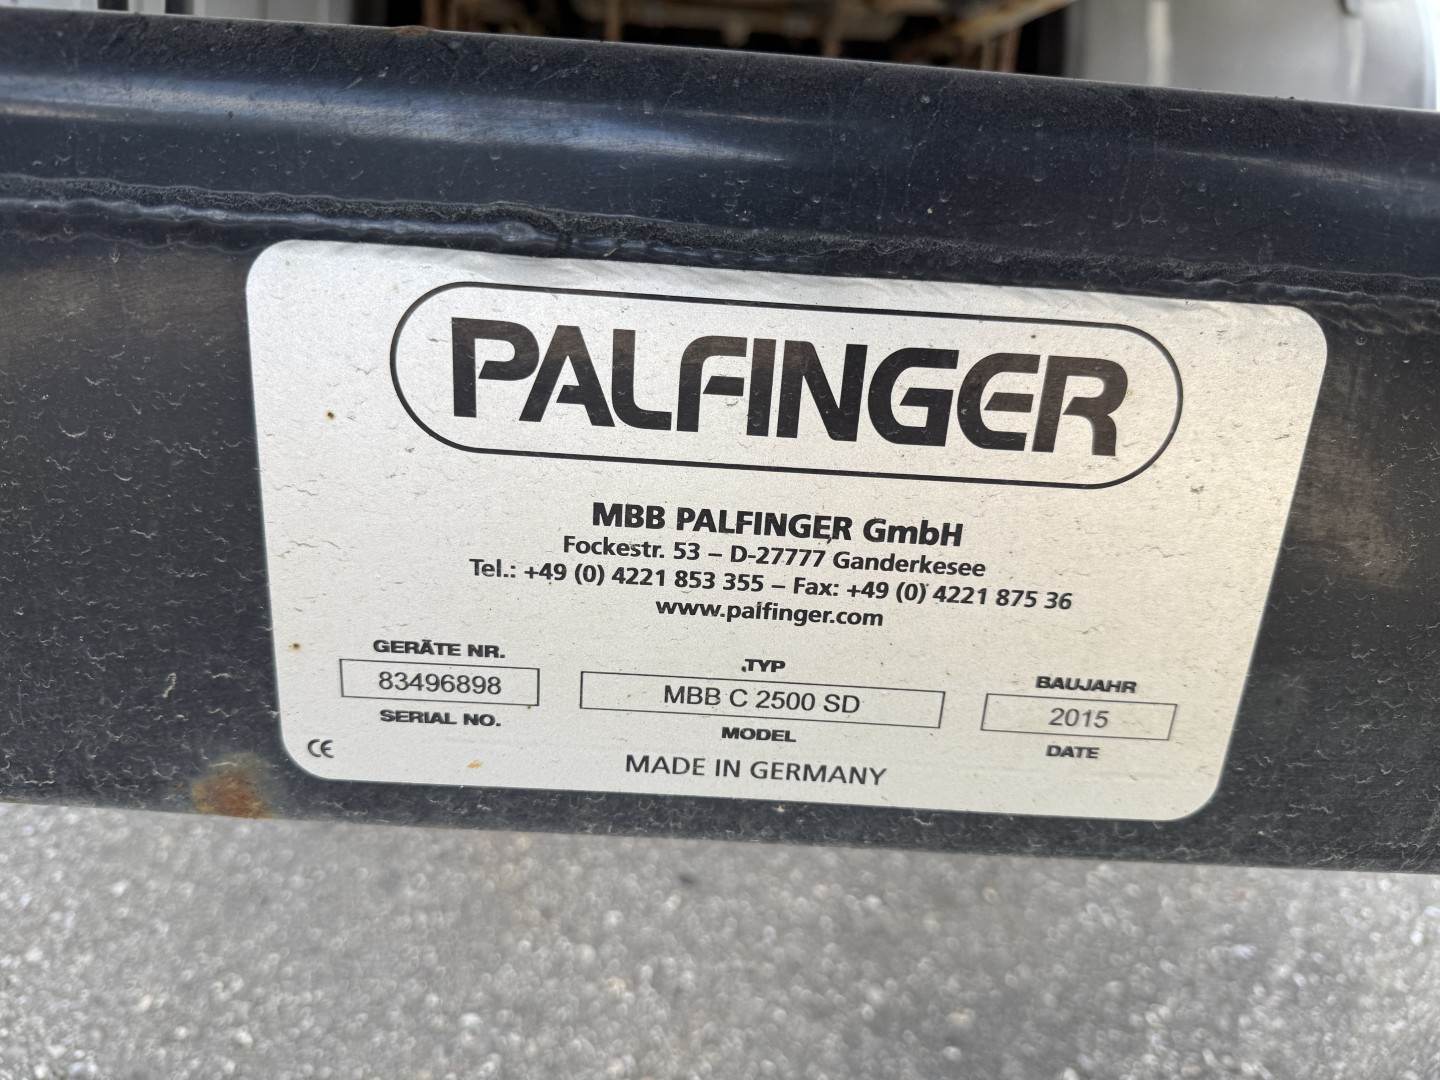 PALFINGER
MBB PALFINGER GmbH
Fockestr. 53 – D-27777 Ganderkesee
Tel.: +49 (0) 4221 853 355 – Fax: +49 (0) 4221 875 36
www.palfinger.com
GERÄTE NR. TYP BAUJAHR
83496898 MBB C 2500 SD 2015
SERIAL NO. MODEL DATE
CE MADE IN GERMANY